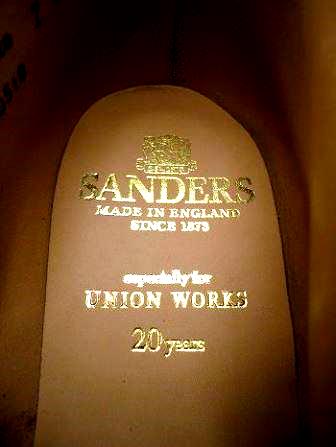 SANDERS
MADE IN ENGLAND
SINCE 1873
especially for
UNION WORKS
20 years